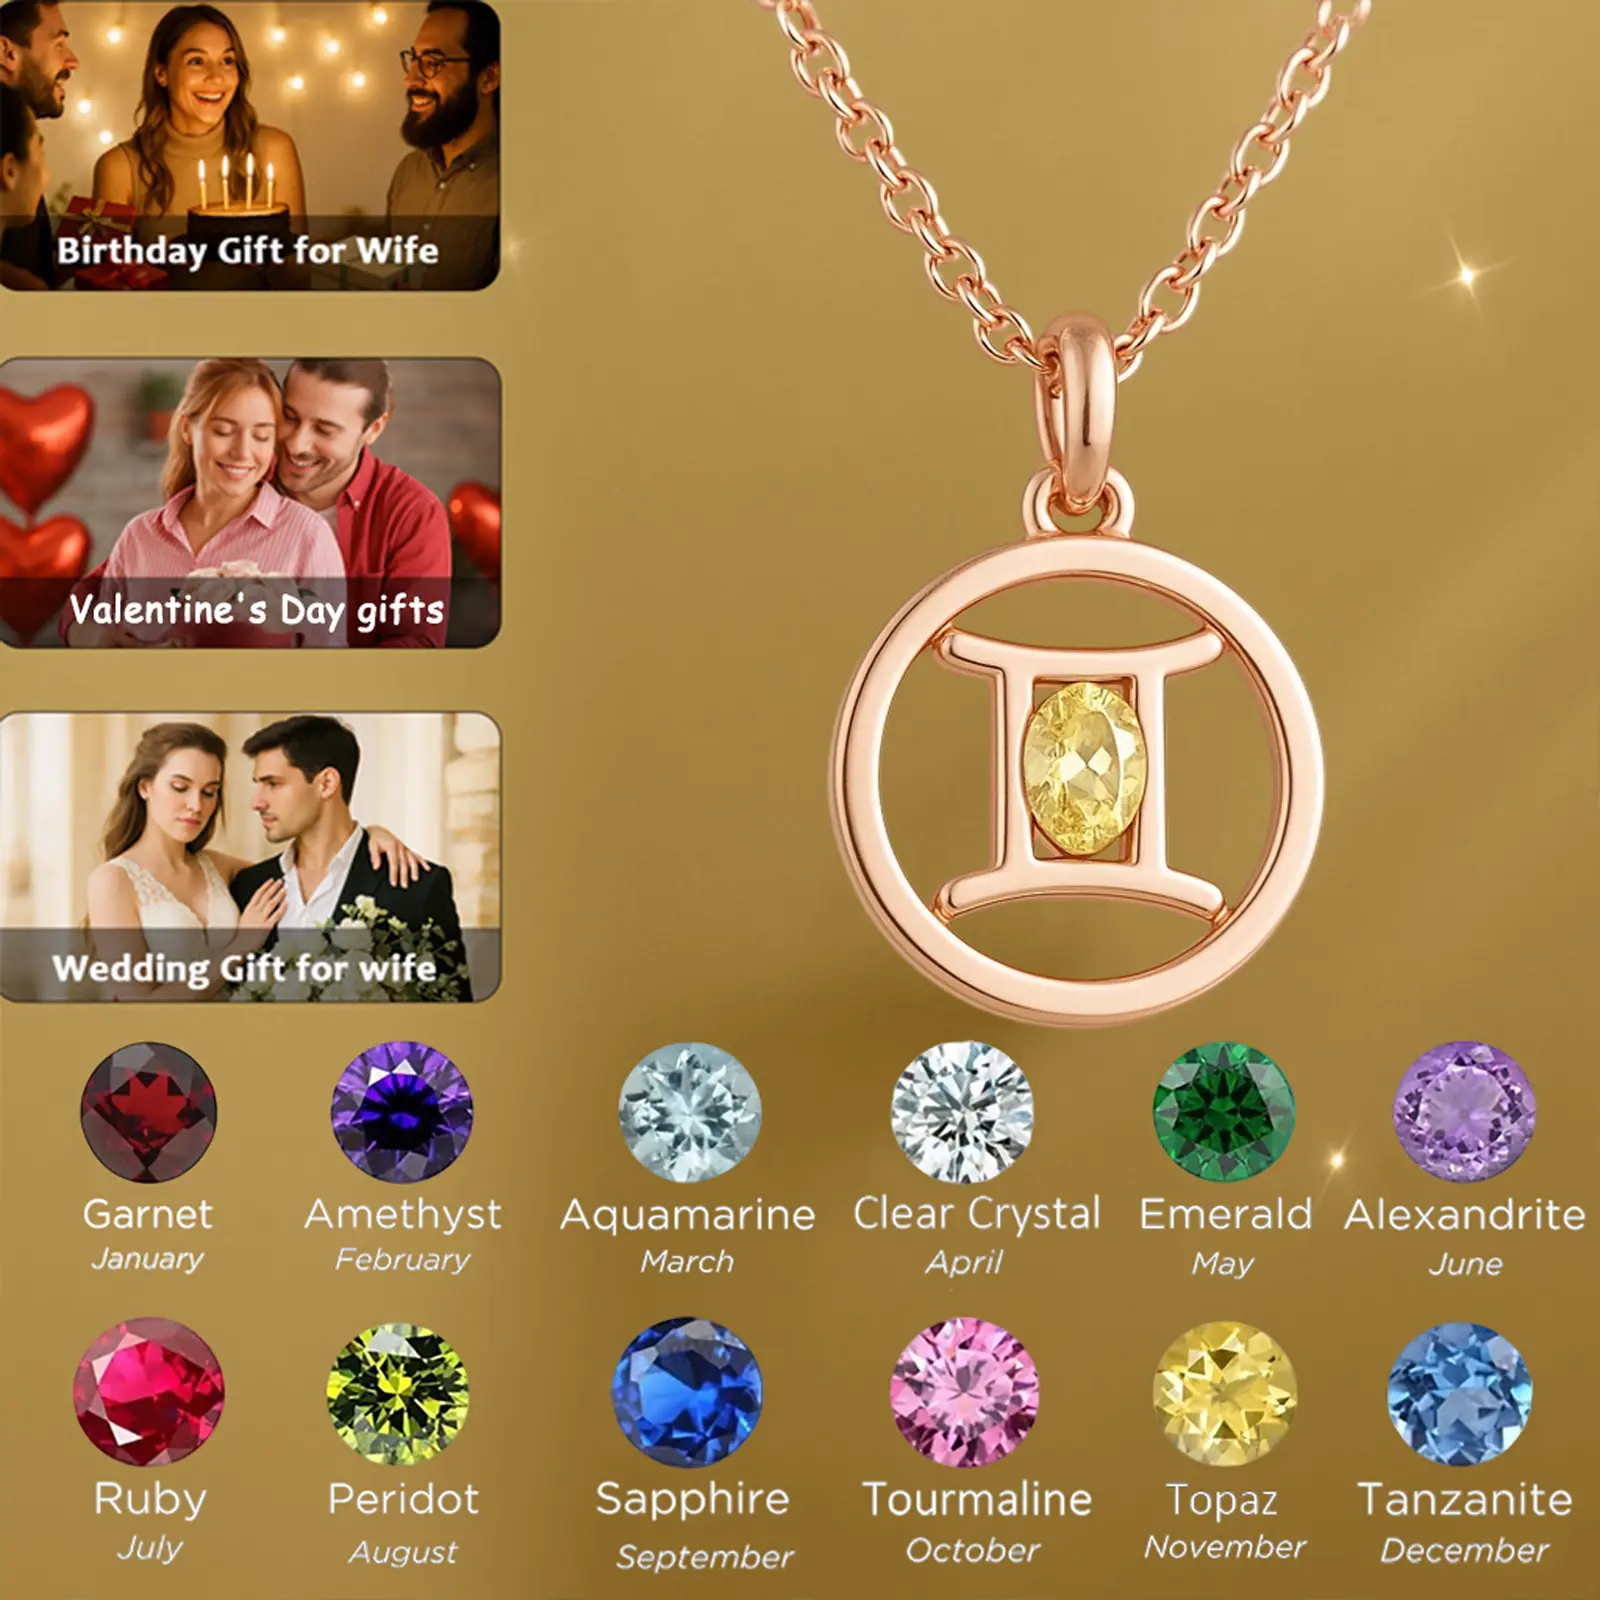 Birthday Gift for Wife
Valentine's Day gifts
Wedding Gift for wife
Garnet
January
Amethyst
February
Aquamarine
March
Clear Crystal
April
Emerald
May
Alexandrite
June
Ruby
July
Peridot
August
Sapphire
September
Tourmaline
October
Topaz
November
Tanzanite
December